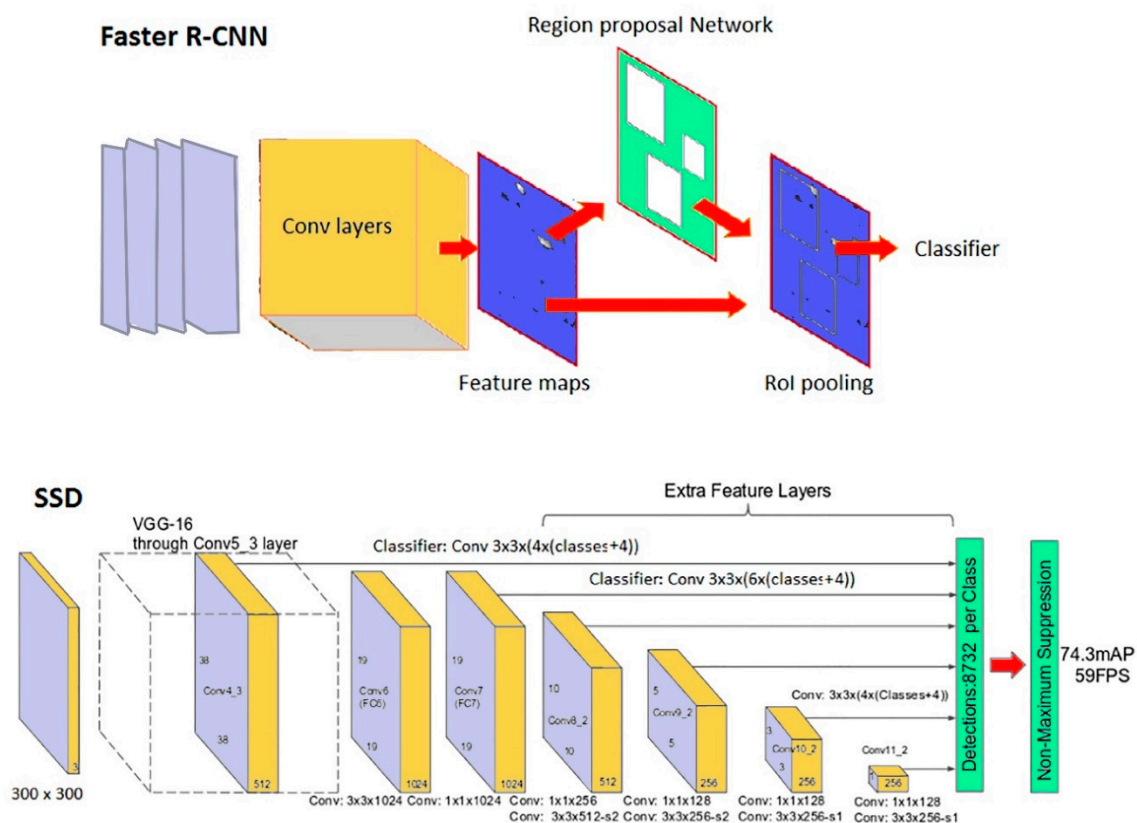 Faster R-CNN
Region proposal Network
Conv layers
Classifier
Feature maps
RoI pooling
SSD
Extra Feature Layers
VGG-16
through Conv5_3 layer
Classifier: Conv 3x3x(4x(classes+4))
Classifier: Conv 3x3x(6x(classes+4))
Conv: 3x3x(4x(Classes+4))
300 x 300
3
38
Conv4_3
38
512
19
Conv6
(FC6)
19
1024
19
Conv7
(FC7)
19
1024
10
Conv8_2
10
512
5
Conv9_2
5
256
3
Conv10_2
3
256
Conv11_2
1
256
Conv: 3x3x1024
Conv: 1x1x1024
Conv: 1x1x256
Conv: 3x3x512-s2
Conv: 1x1x128
Conv: 3x3x256-s2
Conv: 1x1x128
Conv: 3x3x256-s1
Conv: 1x1x128
Conv: 3x3x256-s1
Detections:8732 per Class
Non-Maximum Suppression
74.3mAP
59FPS